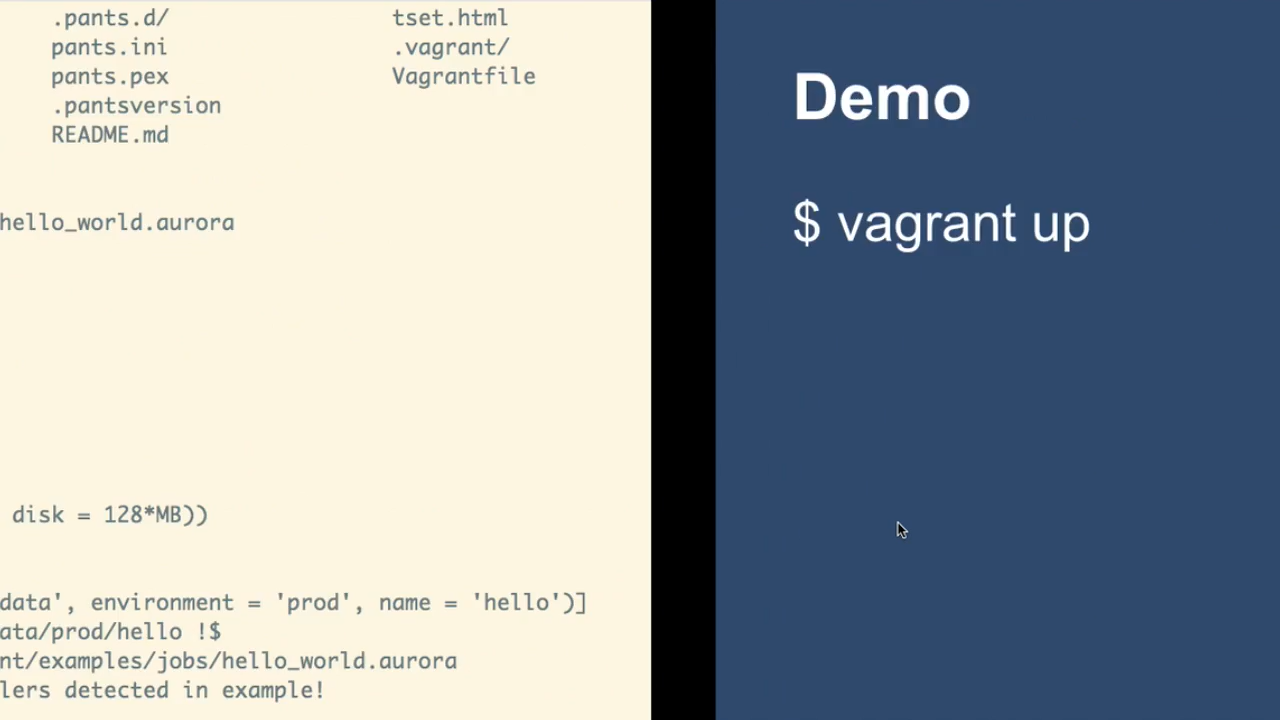 .pants.d/ tset.html
pants.ini .vagrant/
pants.pex Vagrantfile
.pantsversion
README.md
hello_world.aurora
disk = 128*MB))
data', environment = 'prod', name = 'hello')]
ata/prod/hello !$
nt/examples/jobs/hello_world.aurora
lers detected in example!
Demo
$ vagrant up